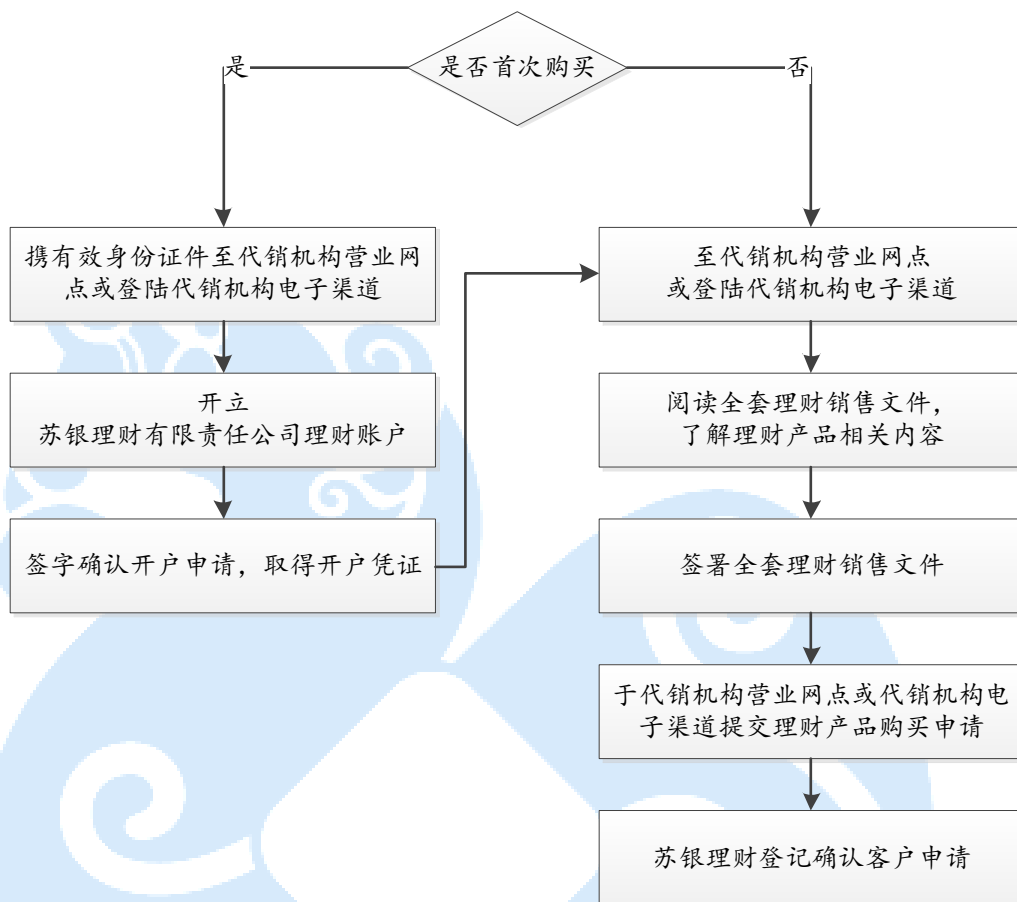 是否首次购买
是
否
携有效身份证件至代销机构营业网
点或登陆代销机构电子渠道
开立
苏银理财有限责任公司理财账户
签字确认开户申请，取得开户凭证
至代销机构营业网点
或登陆代销机构电子渠道
阅读全套理财销售文件，
了解理财产品相关内容
签署全套理财销售文件
于代销机构营业网点或代销机构电
子渠道提交理财产品购买申请
苏银理财登记确认客户申请